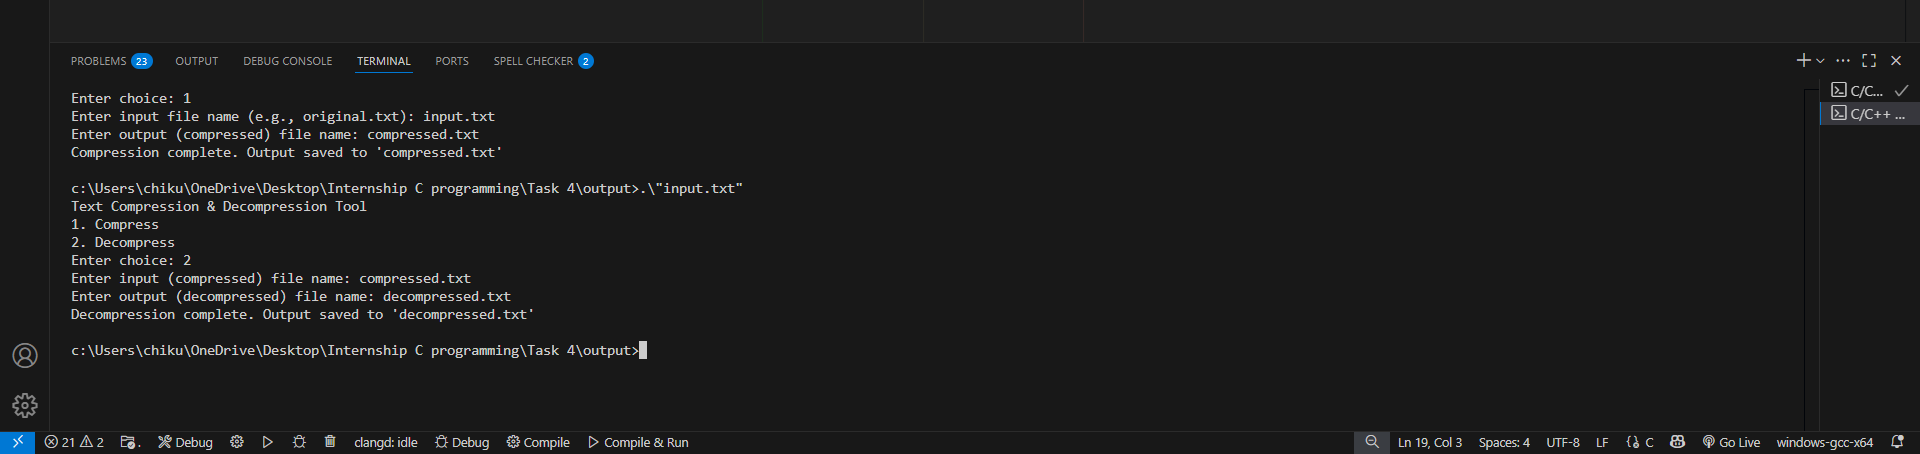 PROBLEMS 23 OUTPUT DEBUG CONSOLE TERMINAL PORTS SPELL CHECKER 2
Enter choice: 1
Enter input file name (e.g., original.txt): input.txt
Enter output (compressed) file name: compressed.txt
Compression complete. Output saved to 'compressed.txt'
c:\Users\chiku\OneDrive\Desktop\Internship C programming\Task 4\output>.\"input.txt"
Text Compression & Decompression Tool
1. Compress
2. Decompress
Enter choice: 2
Enter input (compressed) file name: compressed.txt
Enter output (decompressed) file name: decompressed.txt
Decompression complete. Output saved to 'decompressed.txt'
c:\Users\chiku\OneDrive\Desktop\Internship C programming\Task 4\output>
C/C...
C/C++ ...
21 2 . Debug clangd: idle Debug Compile Compile & Run Ln 19, Col 3 Spaces: 4 UTF-8 LF C Go Live windows-gcc-x64